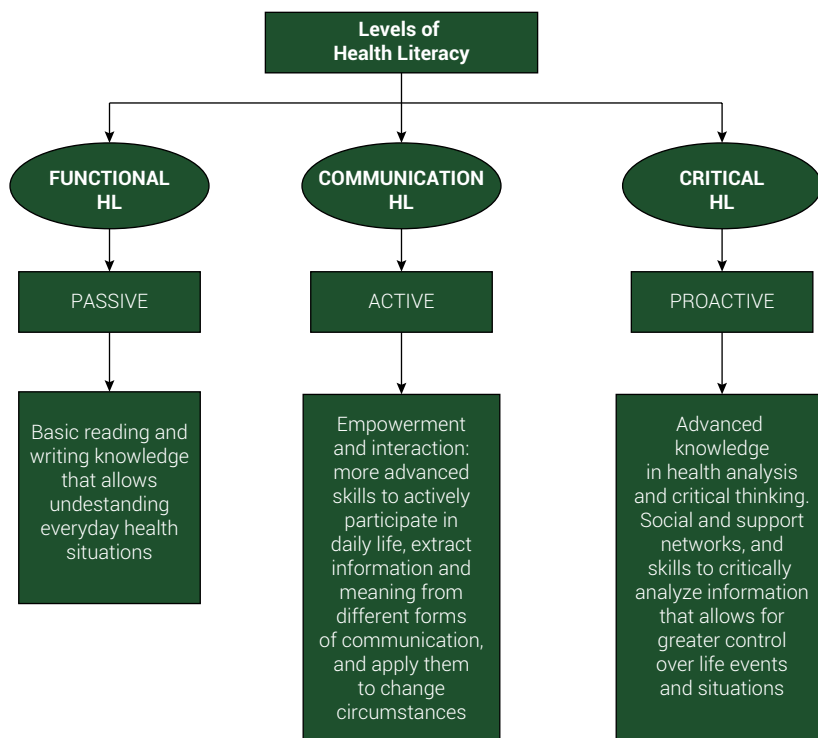 Levels of
Health Literacy
FUNCTIONAL
HL
COMMUNICATION
HL
CRITICAL
HL
PASSIVE
ACTIVE
PROACTIVE
Basic reading and
writing knowledge
that allows
undestanding
everyday health
situations
Empowerment
and interaction:
more advanced
skills to actively
participate in
daily life, extract
information and
meaning from
different forms
of communication,
and apply them
to change
circumstances
Advanced
knowledge
in health analysis
and critical thinking.
Social and support
networks, and
skills to critically
analyze information
that allows for
greater control
over life events
and situations